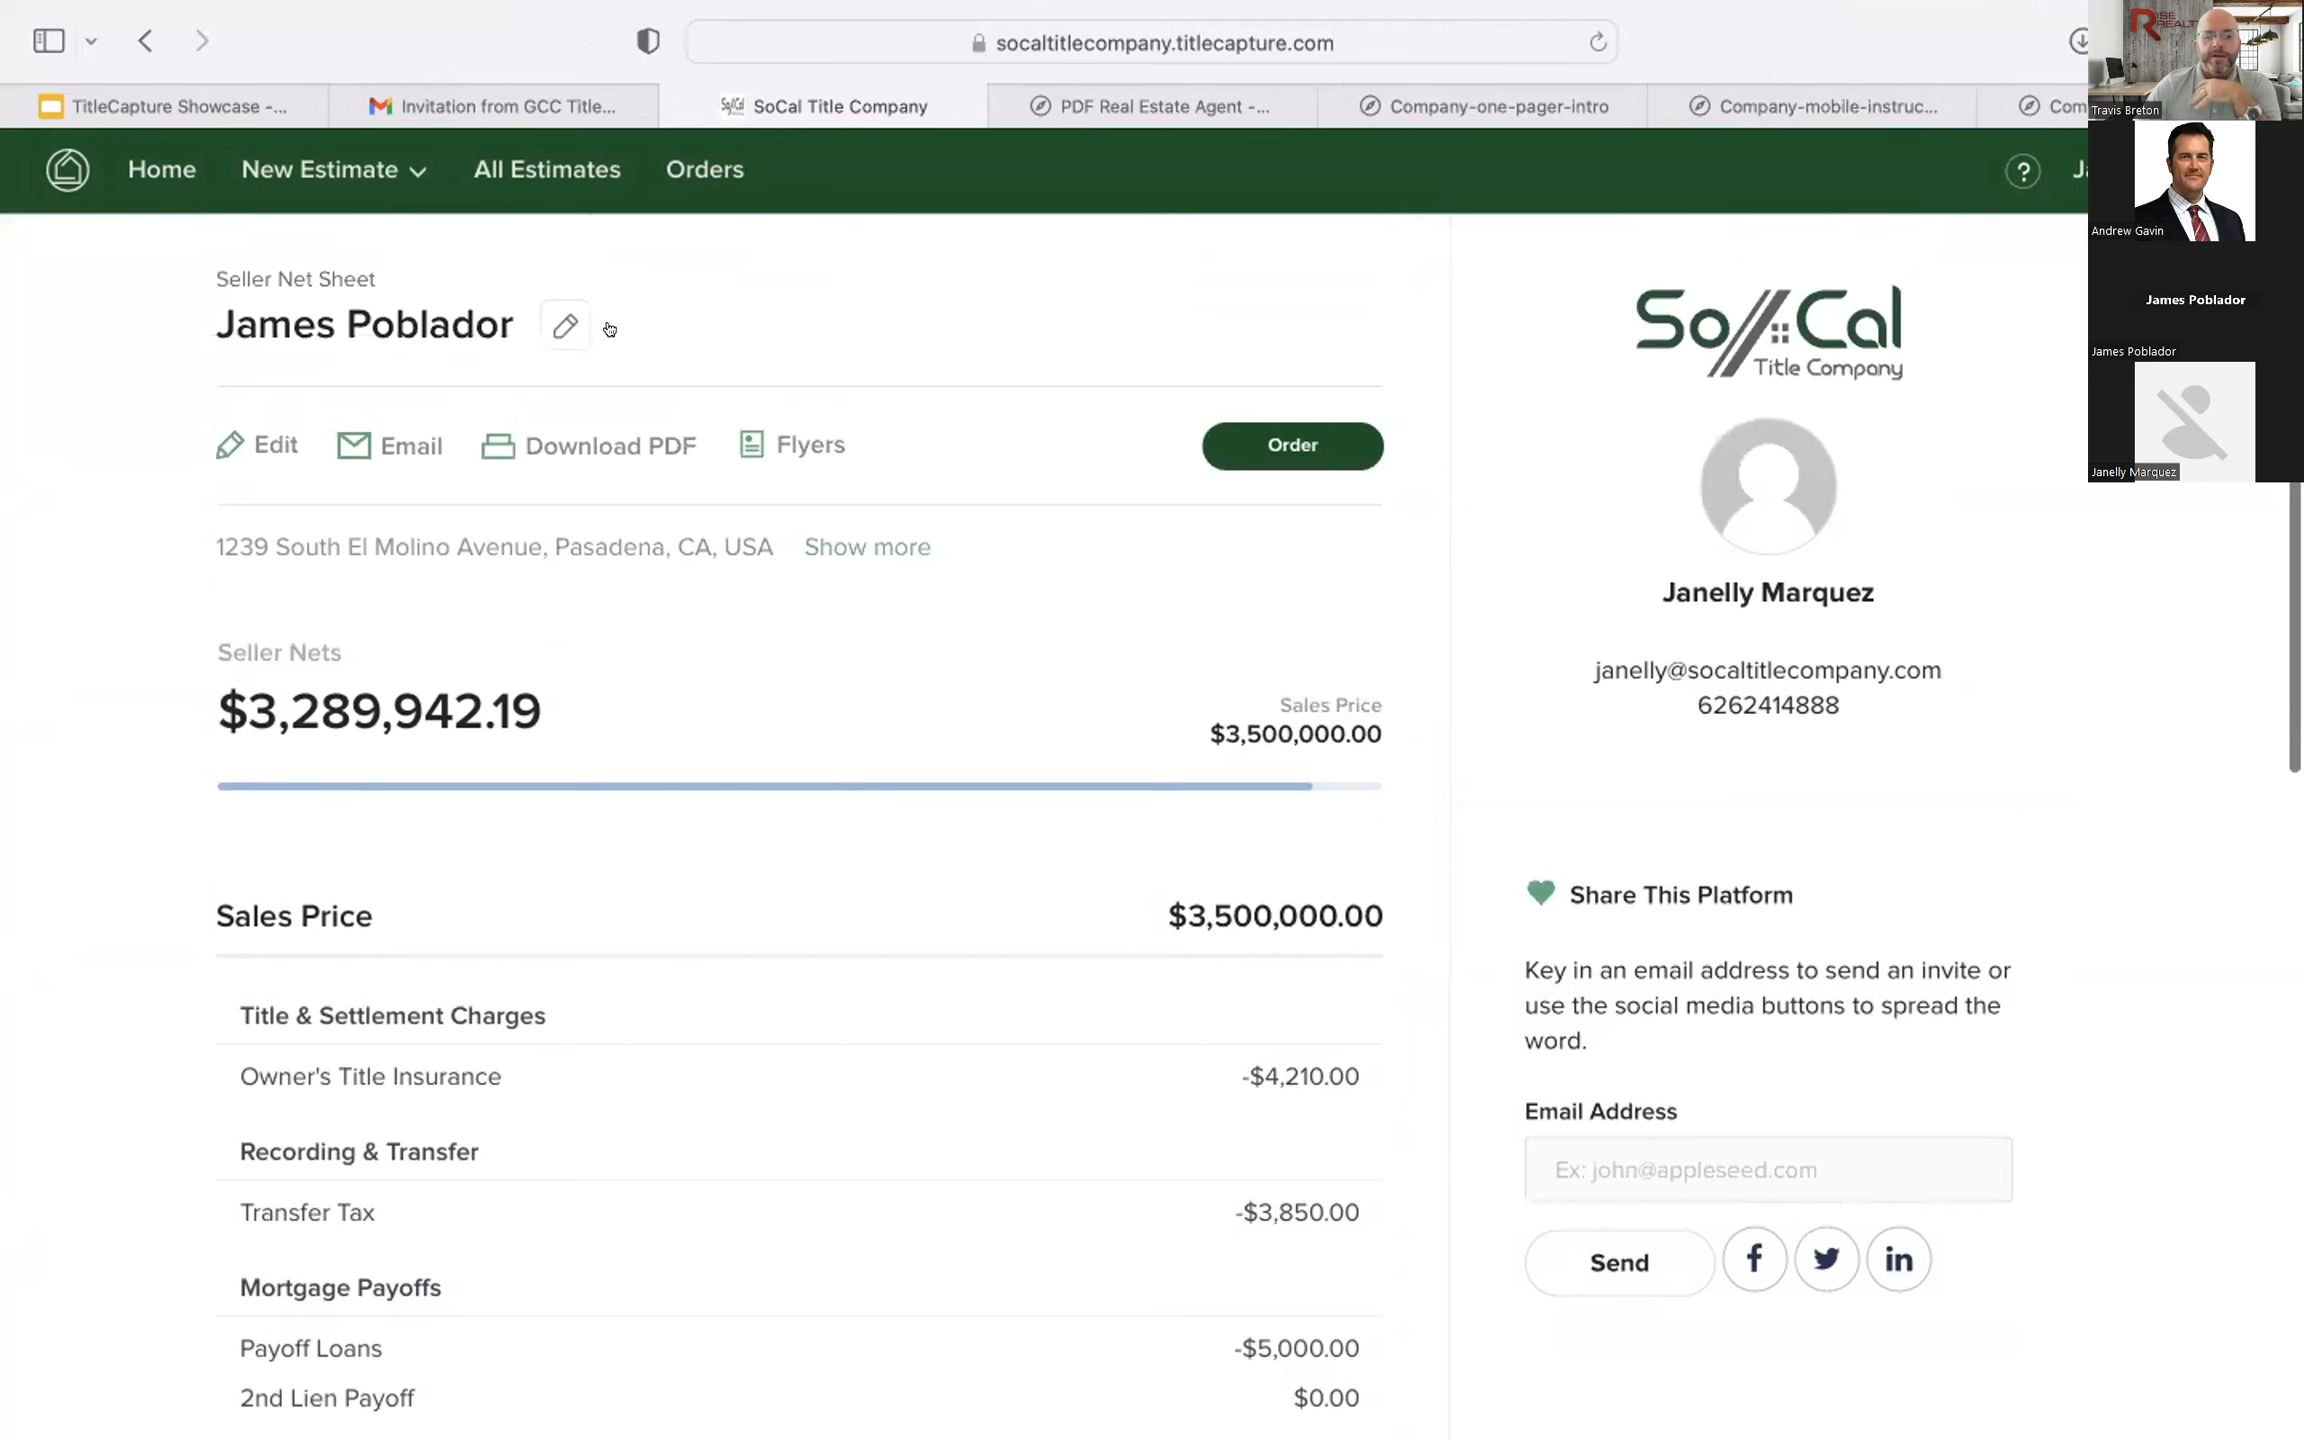 socaltitlecompany.titlecapture.com
TitleCapture Showcase -...
Invitation from GCC Title...
SoCal Title Company
PDF Real Estate Agent -...
Company-one-pager-intro
Company-mobile-instruc...
Com
Home
New Estimate
All Estimates
Orders
?
Ja
Travis Breton
Andrew Gavin
James Poblador
James Poblador
Janelly Marquez
Seller Net Sheet
James Poblador
Edit
Email
Download PDF
Flyers
Order
1239 South El Molino Avenue, Pasadena, CA, USA Show more
Seller Nets
$3,289,942.19
Sales Price
$3,500,000.00
Sales Price $3,500,000.00
Title & Settlement Charges
Owner's Title Insurance -$4,210.00
Recording & Transfer
Transfer Tax -$3,850.00
Mortgage Payoffs
Payoff Loans -$5,000.00
2nd Lien Payoff $0.00
So Cal
Title Company
Janelly Marquez
janelly@socaltitlecompany.com
6262414888
Share This Platform
Key in an email address to send an invite or
use the social media buttons to spread the
word.
Email Address
Ex: john@appleseed.com
Send